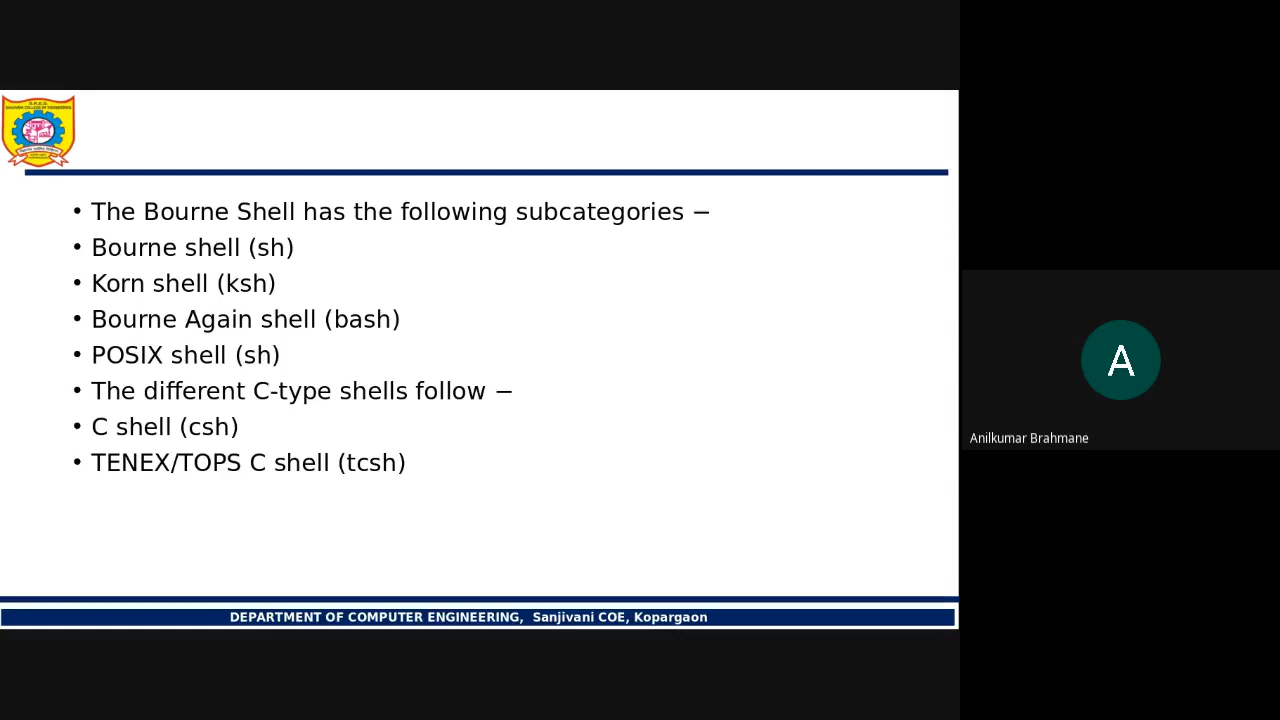 • The Bourne Shell has the following subcategories −
• Bourne shell (sh)
• Korn shell (ksh)
• Bourne Again shell (bash)
• POSIX shell (sh)
• The different C-type shells follow −
• C shell (csh)
• TENEX/TOPS C shell (tcsh)
DEPARTMENT OF COMPUTER ENGINEERING, Sanjivani COE, Kopargaon
A
Anilkumar Brahmane